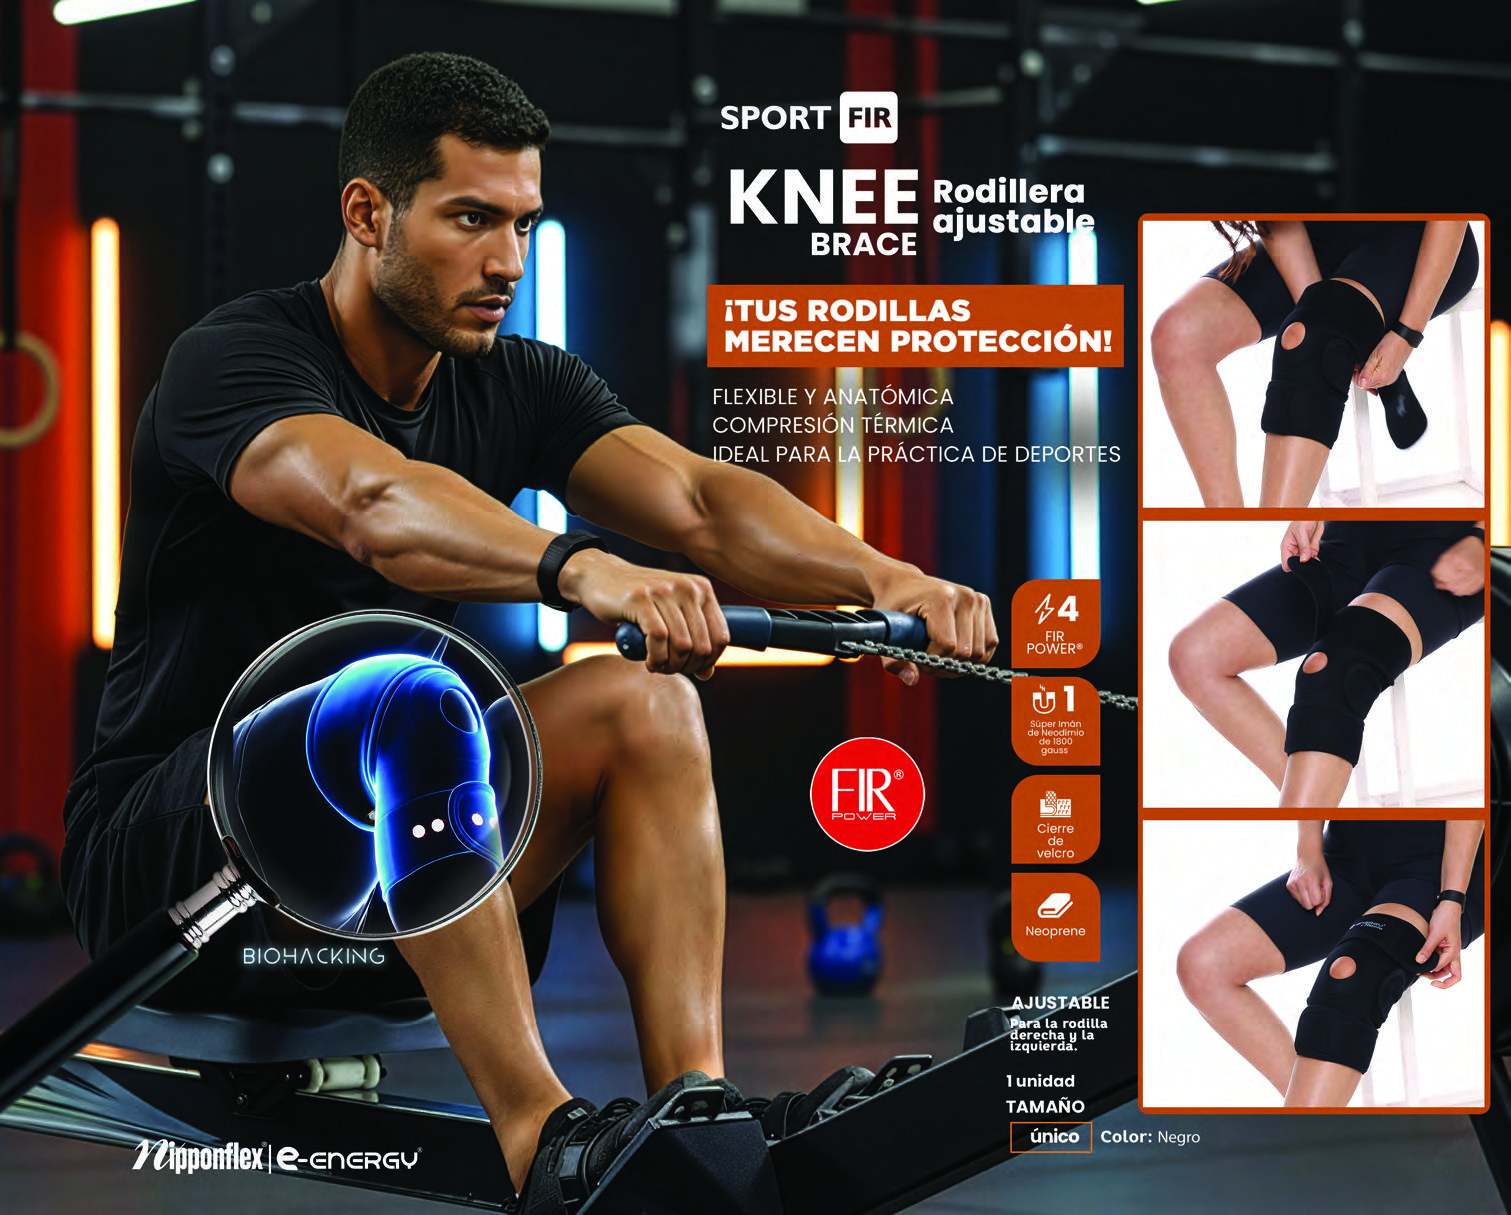 SPORT FIR
KNEE
BRACE
Rodillera
ajustable
¡TUS RODILLAS
MERECEN PROTECCIÓN!
FLEXIBLE Y ANATÓMICA
COMPRESIÓN TÉRMICA
IDEAL PARA LA PRÁCTICA DE DEPORTES
4
FIR
POWER®
1
Súper Imán
de Neodimio
de 1800
gauss
FIR®
POWER
Cierre
de
velcro
Neoprene
BIOHACKING
AJUSTABLE
Para la rodilla
derecha y la
izquierda.
1 unidad
TAMAÑO
único Color: Negro
Nipponflex® | e-ENERGY®